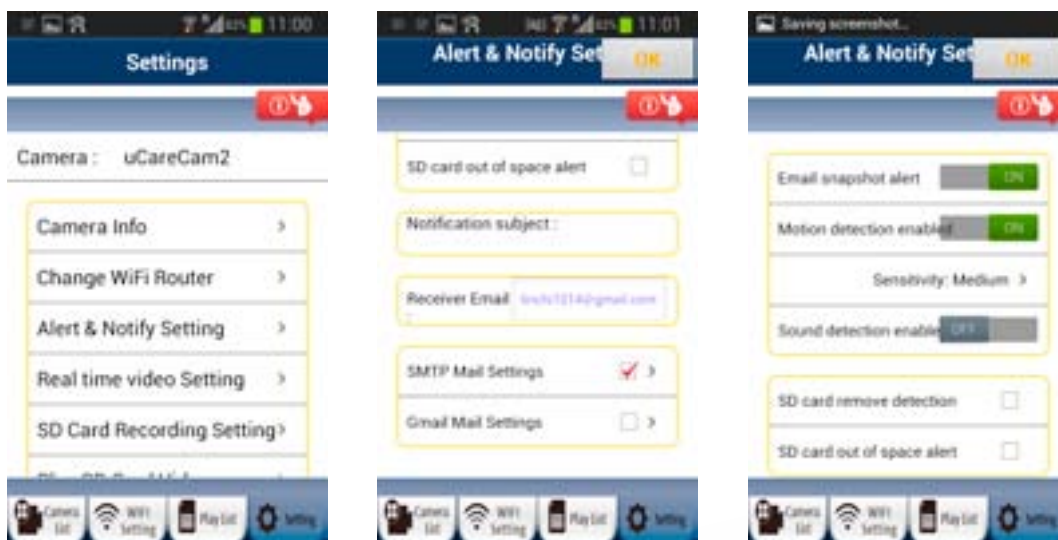 11:00
Settings
Camera : uCareCam2
Camera Info
Change WiFi Router
Alert & Notify Setting
Real time video Setting
SD Card Recording Setting
Camera List
WiFi Setting
Play List
Setting
11:01
Alert & Notify Set
OK
SD card out of space alert
Notification subject :
Receiver Email
:
SMTP Mail Settings
Gmail Mail Settings
Camera List
WiFi Setting
Play List
Setting
Saving screenshot...
Alert & Notify Set
OK
Email snapshot alert ON
Motion detection enabled ON
Sensitivity: Medium
Sound detection enable OFF
SD card remove detection
SD card out of space alert
Camera List
WiFi Setting
Play List
Setting